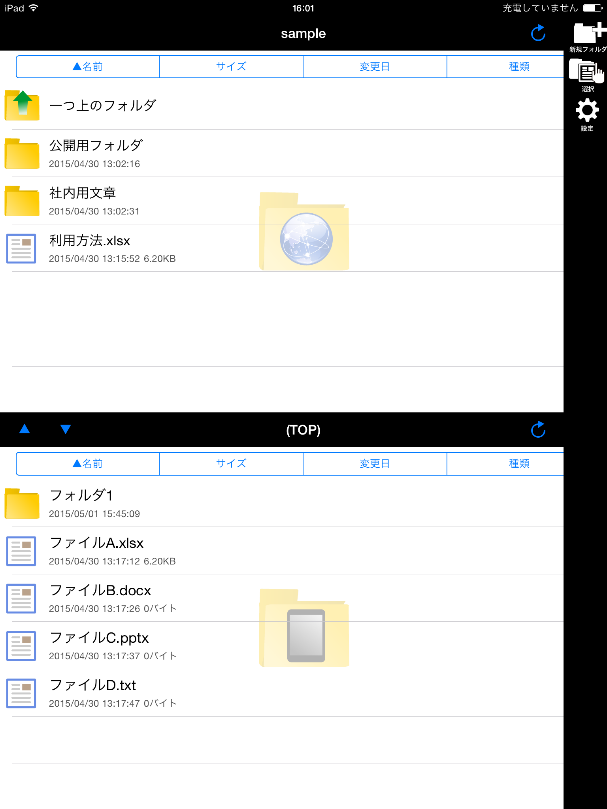 iPad 16:01 充電していません
sample
新規フォルダ
選択
設定
▲名前 サイズ 変更日 種類
一つ上のフォルダ
公開用フォルダ
2015/04/30 13:02:16
社内用文章
2015/04/30 13:02:31
利用方法.xlsx
2015/04/30 13:15:52 6.20KB
▲ ▼ (TOP)
▲名前 サイズ 変更日 種類
フォルダ1
2015/05/01 15:45:09
ファイルA.xlsx
2015/04/30 13:17:12 6.20KB
ファイルB.docx
2015/04/30 13:17:26 0バイト
ファイルC.pptx
2015/04/30 13:17:37 0バイト
ファイルD.txt
2015/04/30 13:17:47 0バイト